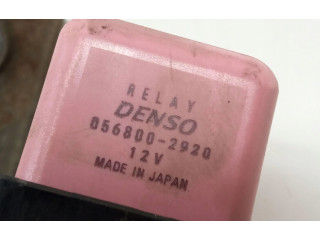 RELAY
DENSO
056800-2920
12V
MADE IN JAPAN